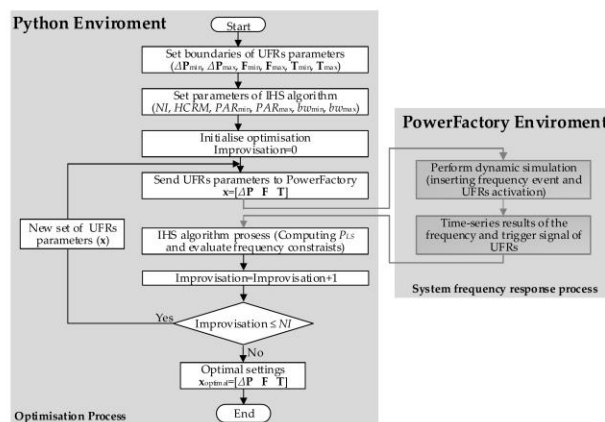 Python Enviroment
Start
Set boundaries of UFRs parameters
(ΔPmin, ΔPmax, Fmin, Fmax, Tmin, Tmax)
Set parameters of IHS algorithm
(NI, HCRM, PARmin, PARmax, bwmin, bwmax)
Initialise optimisation
Improvisation=0
Send UFRs parameters to PowerFactory
x=[ΔP F T]
New set of UFRs
parameters (x)
IHS algorithm prosess (Computing PLS
and evaluate frequency constraints)
Improvisation=Improvisation+1
Yes
Improvisation ≤ NI
No
Optimal settings
xoptimal=[ΔP F T]
End
Optimisation Process
PowerFactory Enviroment
Perform dynamic simulation
(inserting frequency event and
UFRs activation)
Time-series results of the
frequency and trigger signal of
UFRs
System frequency response process